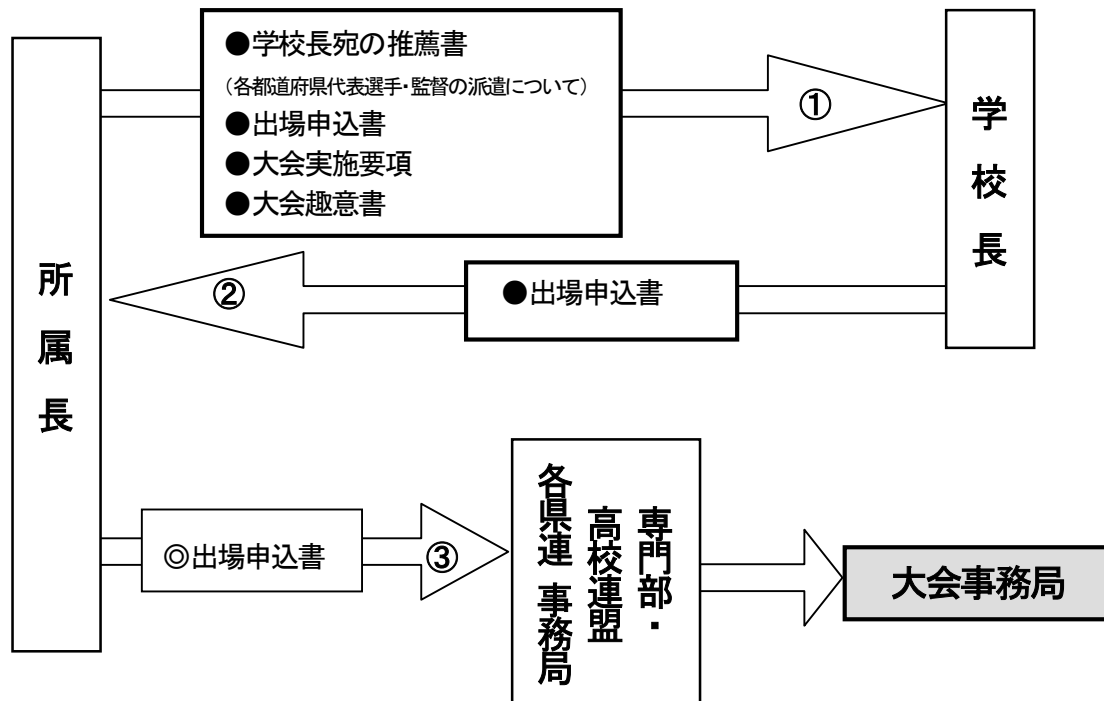 ●学校長宛の推薦書
（各都道府県代表選手・監督の派遣について）
●出場申込書
●大会実施要項
●大会趣意書
①
学校長
所属長
②
●出場申込書
◎出場申込書
③
専門部・
高校連盟
各県連 事務局
大会事務局